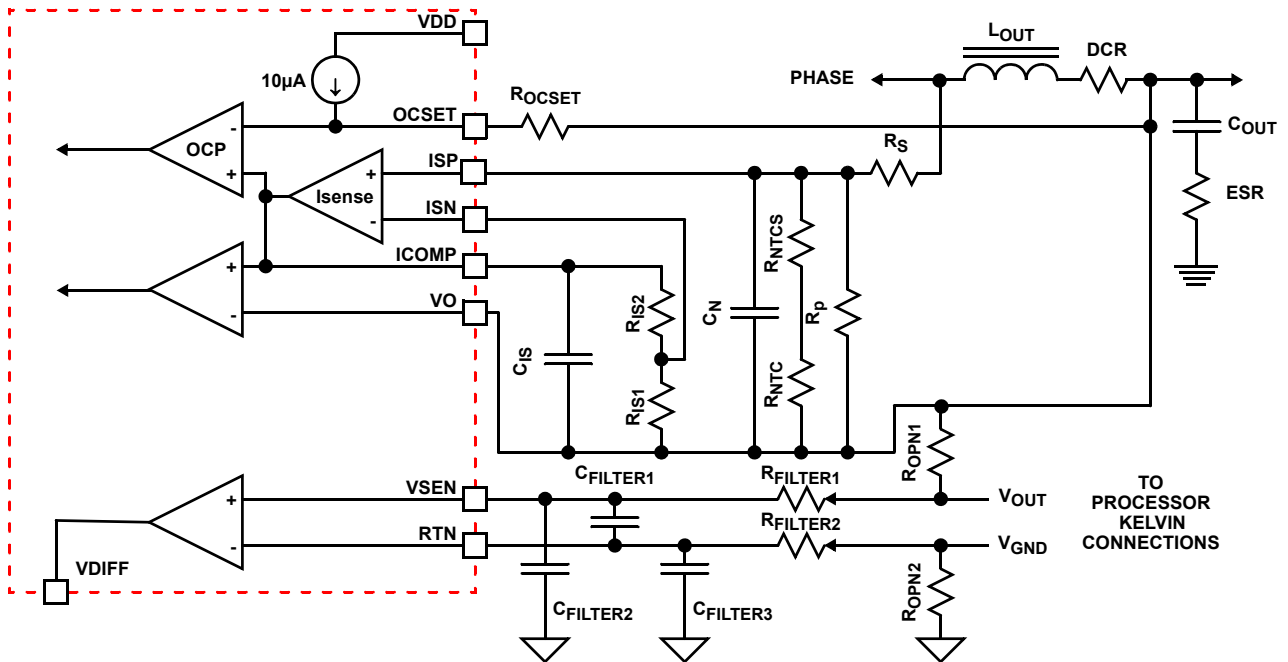 VDD
10µA
OCSET
ROCSET
PHASE
LOUT
DCR
COUT
ESR
-
OCP
+
ISP
+
Isense
-
ISN
RS
ICOMP
+
VO
-
CIS
RIS2
RIS1
CN
RNTCS
RNTC
Rp
ROPN1
VSEN
+
CFILTER1
RFILTER1
VOUT
RTN
-
RFILTER2
VGND
TO
PROCESSOR
KELVIN
CONNECTIONS
VDIFF
CFILTER2
CFILTER3
ROPN2